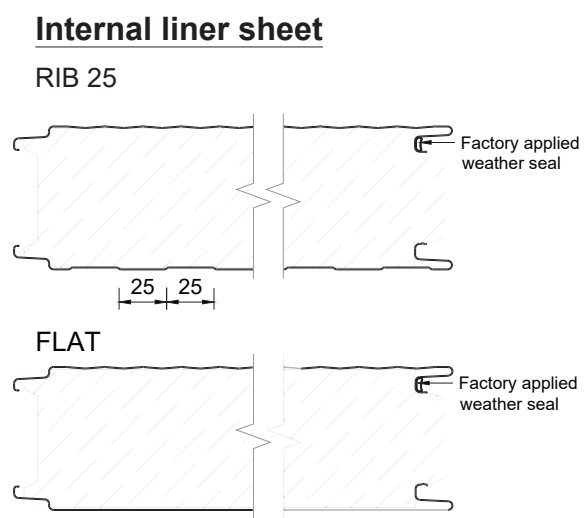 Internal liner sheet
RIB 25
Factory applied
weather seal
25 25
FLAT
Factory applied
weather seal